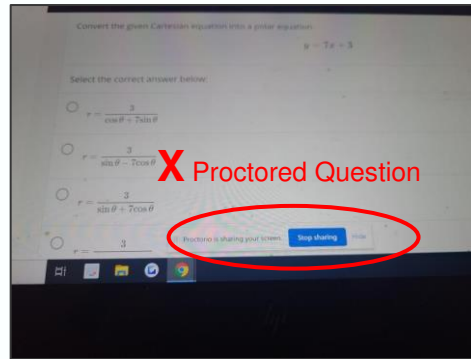 Convert the given Cartesian equation into a polar equation.
y = 7x + 3
Select the correct answer below:
r = 3 / (cos θ + 7sin θ)
r = 3 / (sin θ − 7cos θ)
X Proctored Question
r = 3 / (sin θ + 7cos θ)
r = 3
Proctorio is sharing your screen. Stop sharing Hide